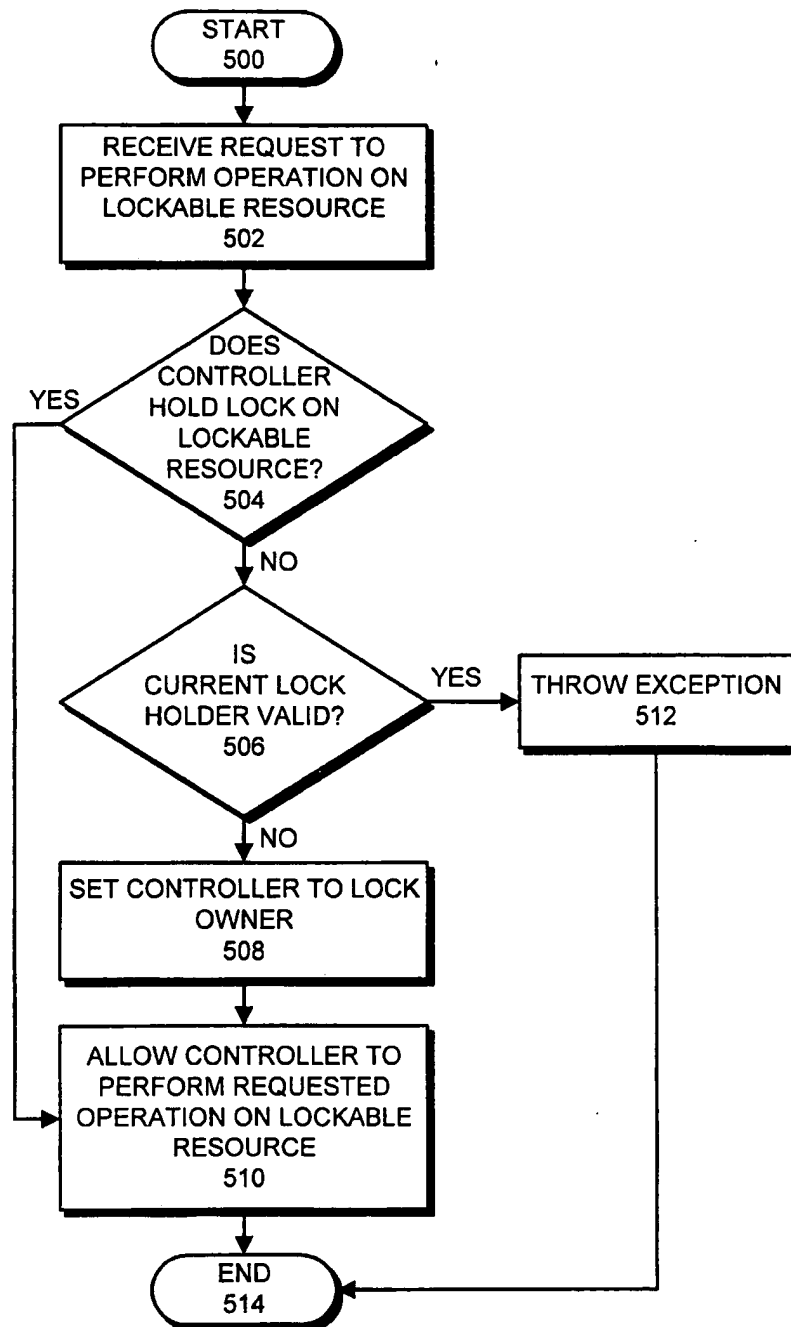 START
500
RECEIVE REQUEST TO
PERFORM OPERATION ON
LOCKABLE RESOURCE
502
DOES
CONTROLLER
HOLD LOCK ON
LOCKABLE
RESOURCE?
504
YES
NO
IS
CURRENT LOCK
HOLDER VALID?
506
YES
THROW EXCEPTION
512
NO
SET CONTROLLER TO LOCK
OWNER
508
ALLOW CONTROLLER TO
PERFORM REQUESTED
OPERATION ON LOCKABLE
RESOURCE
510
END
514